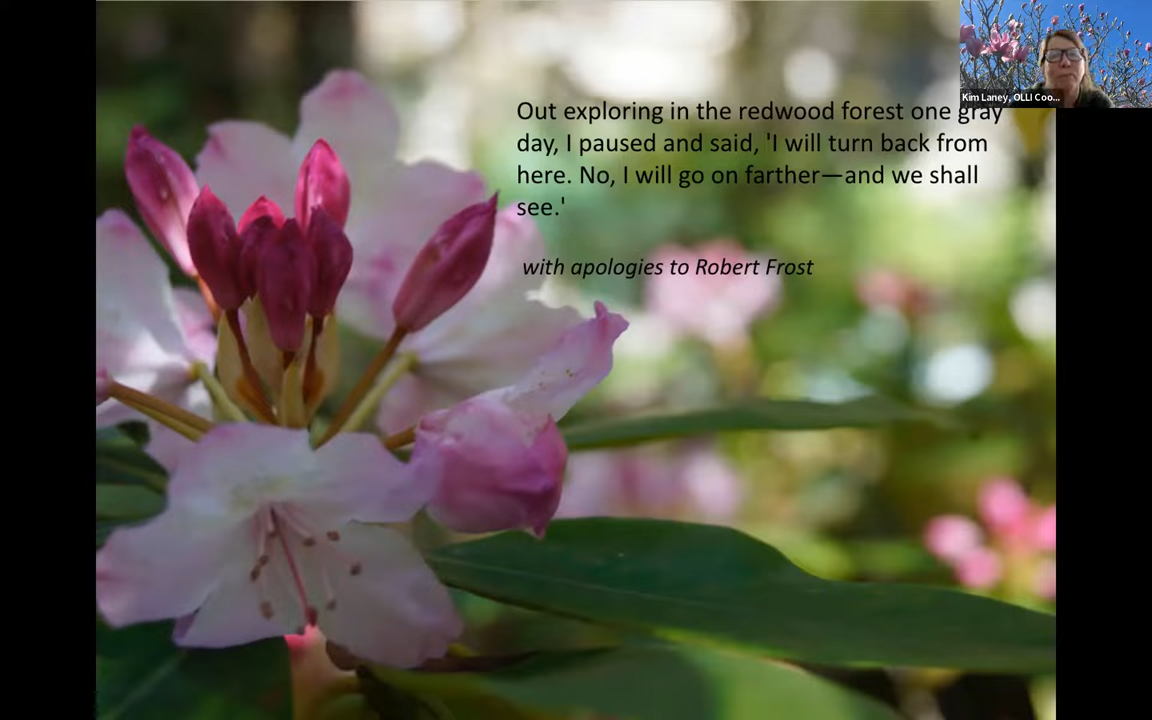 Out exploring in the redwood forest one gray
day, I paused and said, 'I will turn back from
here. No, I will go on farther—and we shall
see.'
with apologies to Robert Frost
Kim Laney, OLLI Coo...